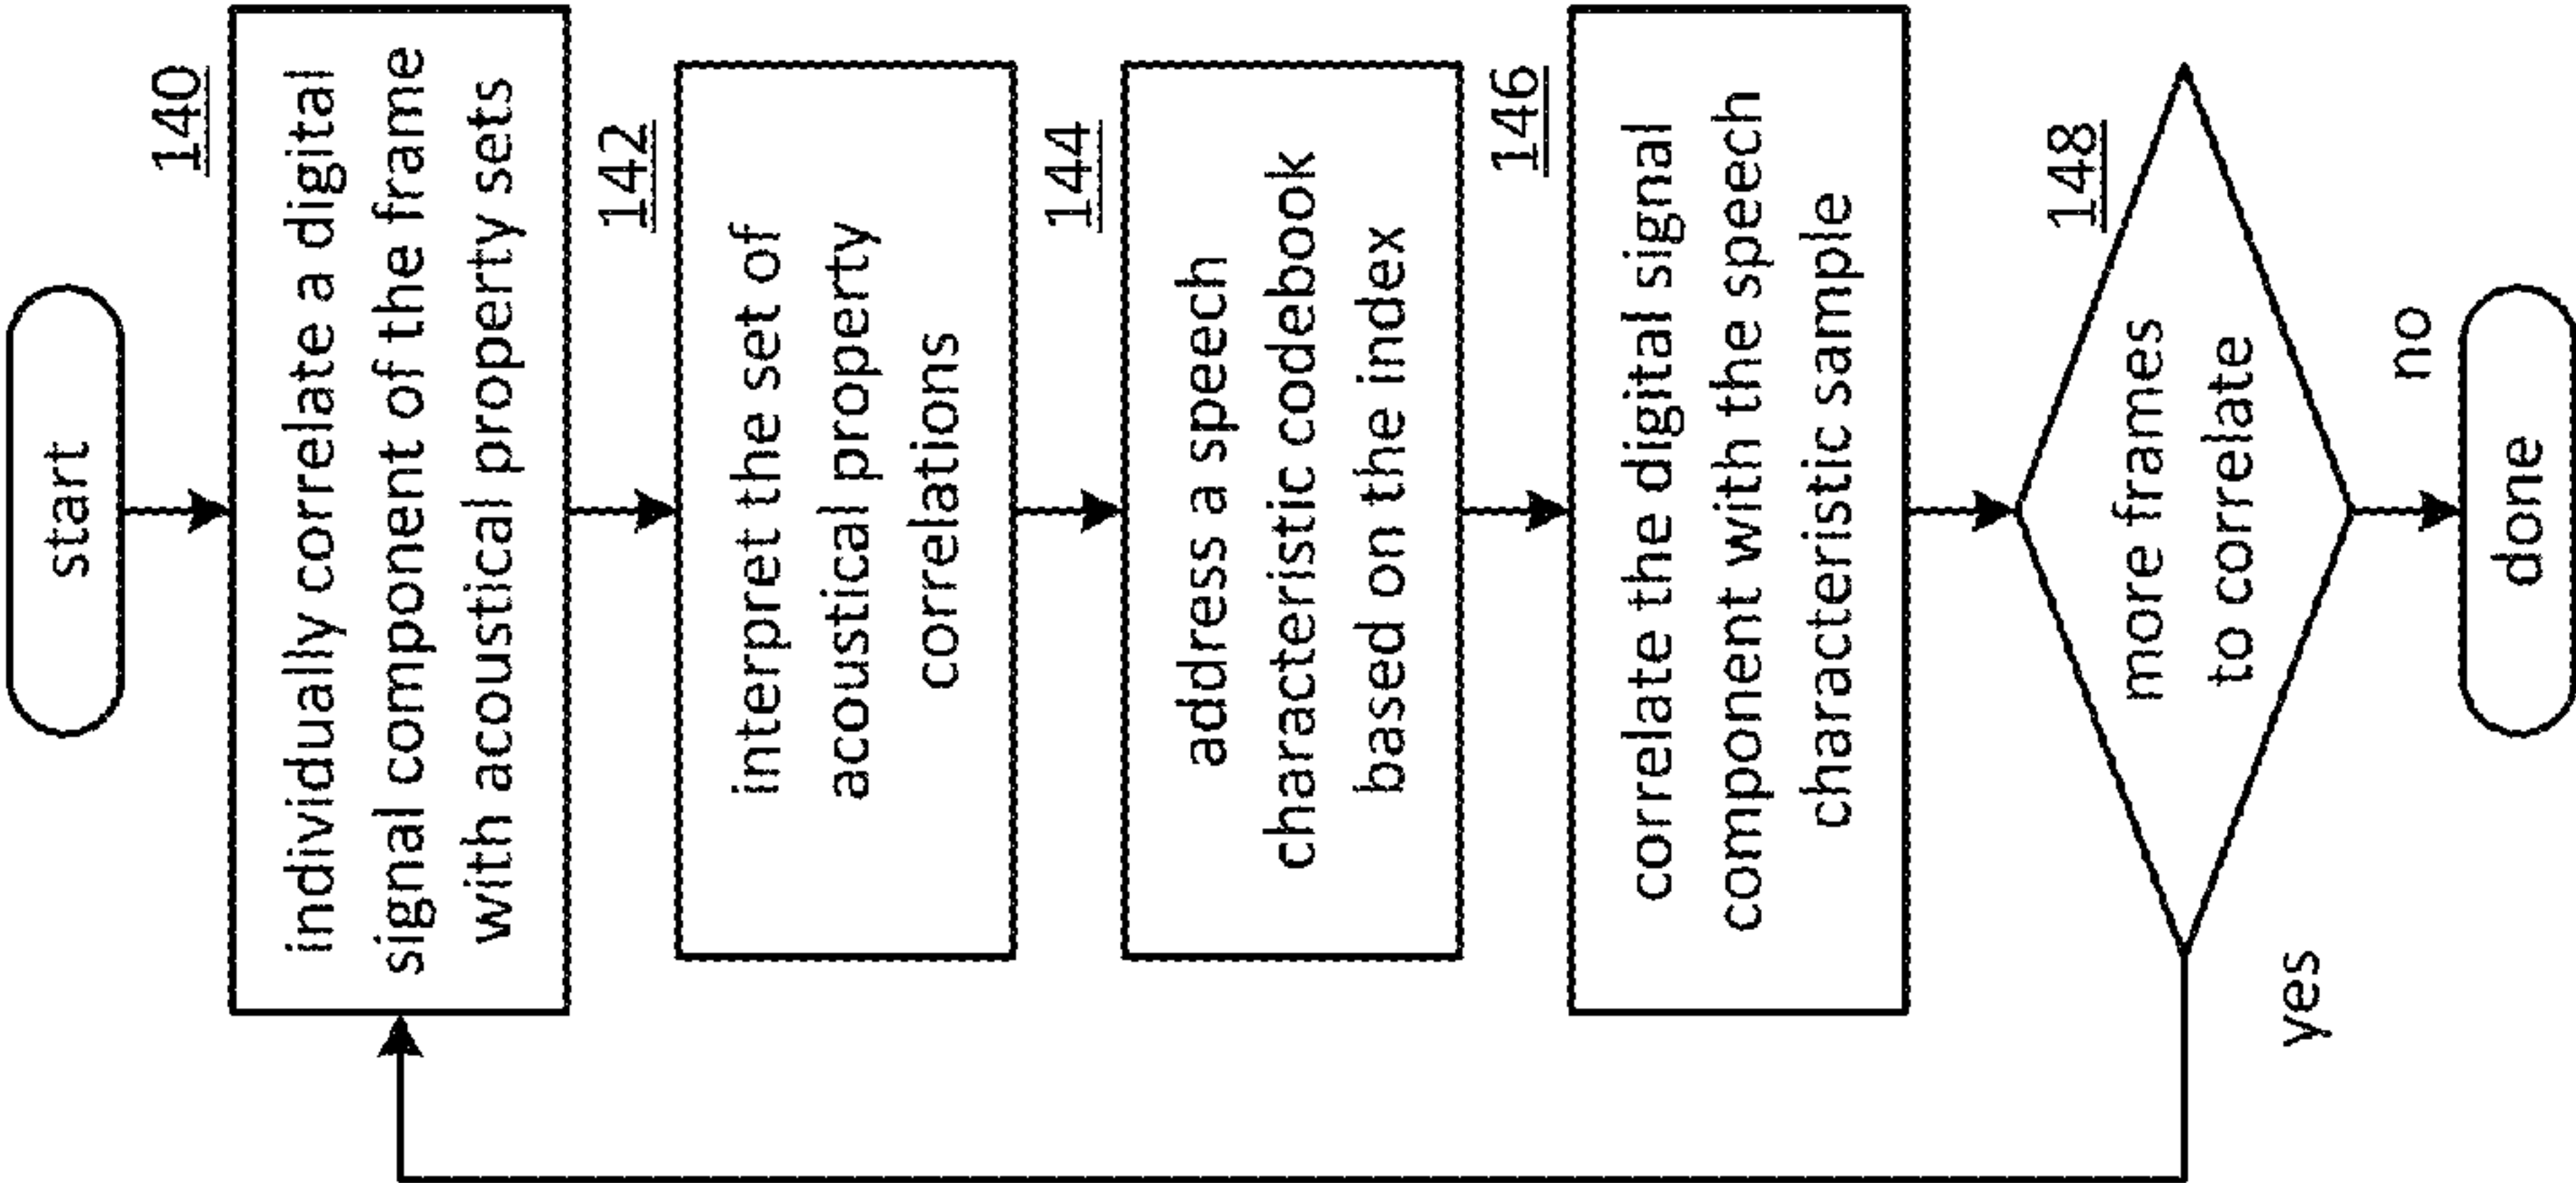 start
140
individually correlate a digital
signal component of the frame
with acoustical property sets
142
interpret the set of
acoustical property
correlations
144
address a speech
characteristic codebook
based on the index
146
correlate the digital signal
component with the speech
characteristic sample
148
more frames
to correlate
yes
no
done